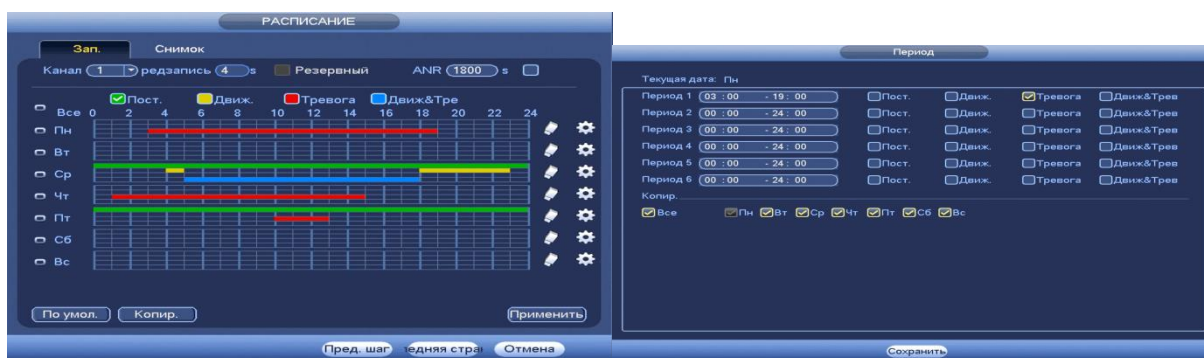 РАСПИСАНИЕ
Зап. Снимок
Канал 1 редзапись 4 s Резервный ANR 1800 s
Пост. Движ. Тревога Движ&Тре
Все 0 2 4 6 8 10 12 14 16 18 20 22 24
Пн
Вт
Ср
Чт
Пт
Сб
Вс
По умол. Копир. Применить
Пред. шаг едняя стра Отмена
Период
Текущая дата: Пн
Период 1 03 : 00 - 19 : 00 Пост. Движ. Тревога Движ&Трев
Период 2 00 : 00 - 24 : 00 Пост. Движ. Тревога Движ&Трев
Период 3 00 : 00 - 24 : 00 Пост. Движ. Тревога Движ&Трев
Период 4 00 : 00 - 24 : 00 Пост. Движ. Тревога Движ&Трев
Период 5 00 : 00 - 24 : 00 Пост. Движ. Тревога Движ&Трев
Период 6 00 : 00 - 24 : 00 Пост. Движ. Тревога Движ&Трев
Копир.
Все Пн Вт Ср Чт Пт Сб Вс
Сохранить